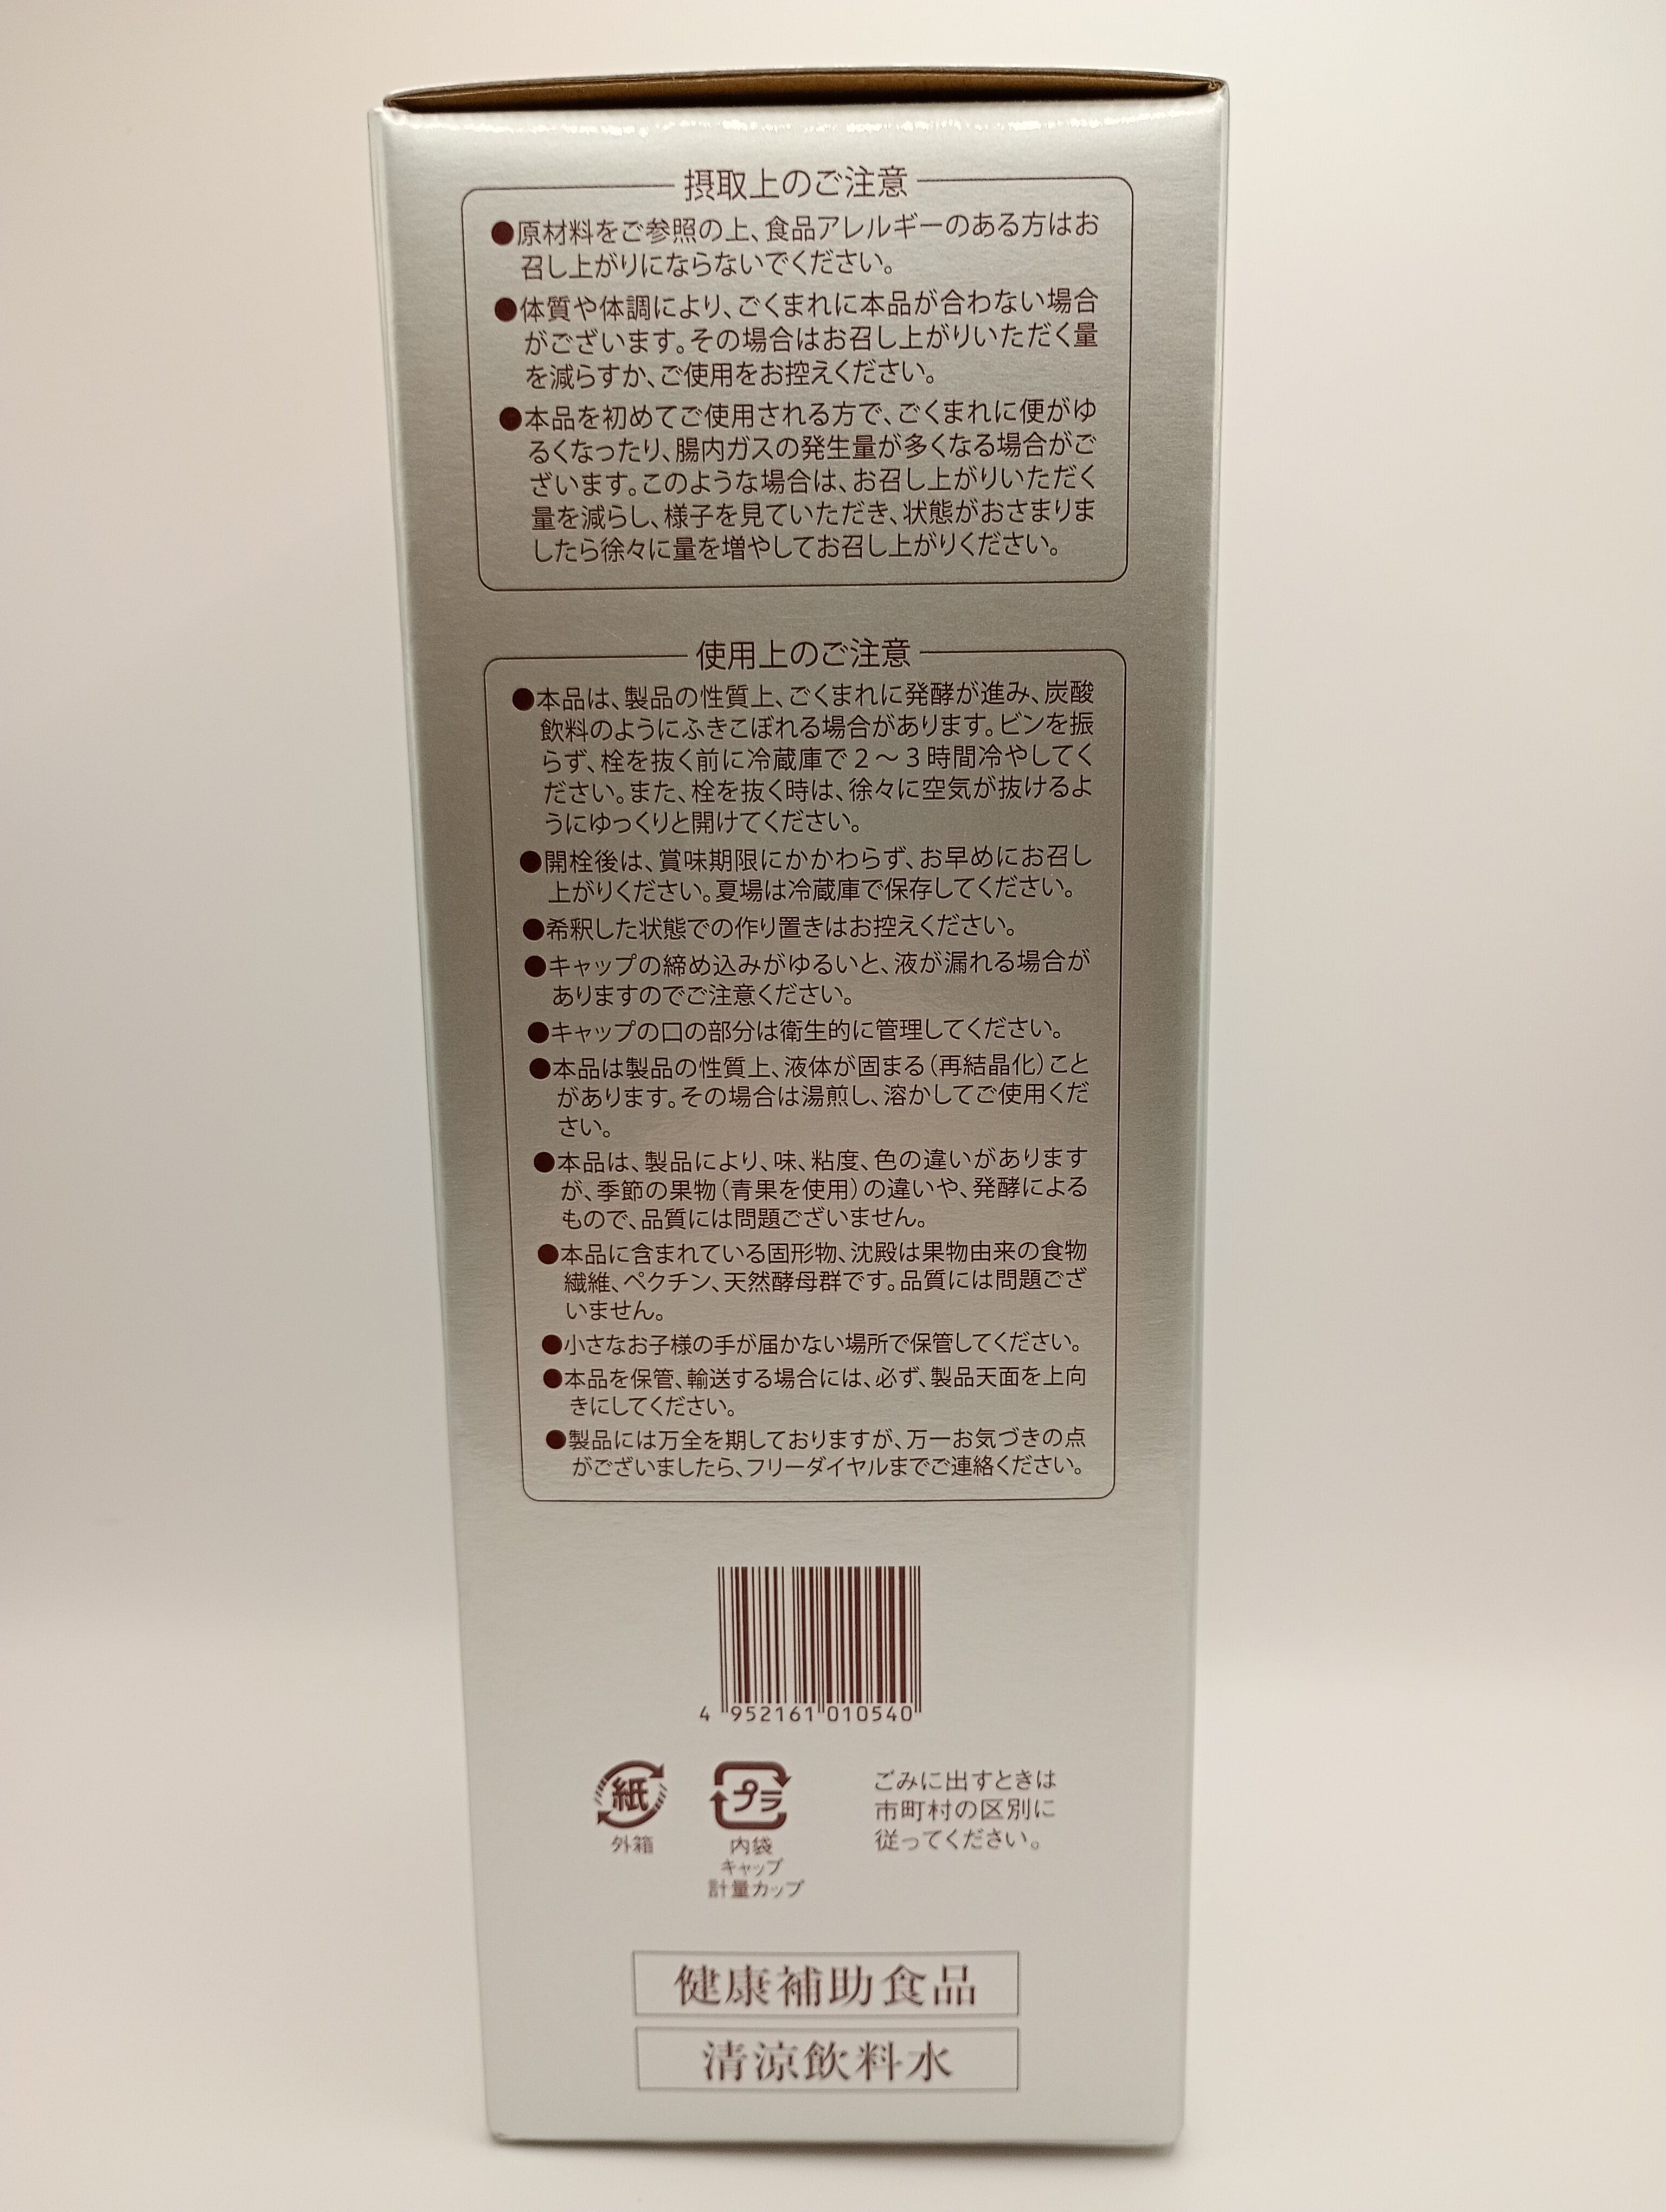 摂取上のご注意
●原材料をご参照の上、食品アレルギーのある方はお
召し上がりにならないでください。
●体質や体調により、ごくまれに本品が合わない場合
がございます。その場合はお召し上がりいただく量
を減らすか、ご使用をお控えください。
●本品を初めてご使用される方で、ごくまれに便がゆ
るくなったり、腸内ガスの発生量が多くなる場合がご
ざいます。このような場合は、お召し上がりいただく
量を減らし、様子を見ていただき、状態がおさまりま
したら徐々に量を増やしてお召し上がりください。
使用上のご注意
●本品は、製品の性質上、ごくまれに発酵が進み、炭酸
飲料のようにふきこぼれる場合があります。ビンを振
らず、栓を抜く前に冷蔵庫で2～3時間冷やしてく
ださい。また、栓を抜く時は、徐々に空気が抜けるよ
うにゆっくりと開けてください。
●開栓後は、賞味期限にかかわらず、お早めにお召し
上がりください。夏場は冷蔵庫で保存してください。
●希釈した状態での作り置きはお控えください。
●キャップの締め込みがゆるいと、液が漏れる場合が
ありますのでご注意ください。
●キャップの口の部分は衛生的に管理してください。
●本品は製品の性質上、液体が固まる(再結晶化)こと
があります。その場合は湯煎し、溶かしてご使用くだ
さい。
●本品は、製品により、味、粘度、色の違いがあります
が、季節の果物(青果を使用)の違いや、発酵による
もので、品質には問題ございません。
●本品に含まれている固形物、沈殿は果物由来の食物
繊維、ペクチン、天然酵母群です。品質には問題ござ
いません。
●小さなお子様の手が届かない場所で保管してください。
●本品を保管、輸送する場合には、必ず、製品天面を上向
きにしてください。
●製品には万全を期しておりますが、万一お気づきの点
がございましたら、フリーダイヤルまでご連絡ください。
4 952161 010540
紙
外箱
プラ
内袋
キャップ
計量カップ
ごみに出すときは
市町村の区別に
従ってください。
健康補助食品
清涼飲料水